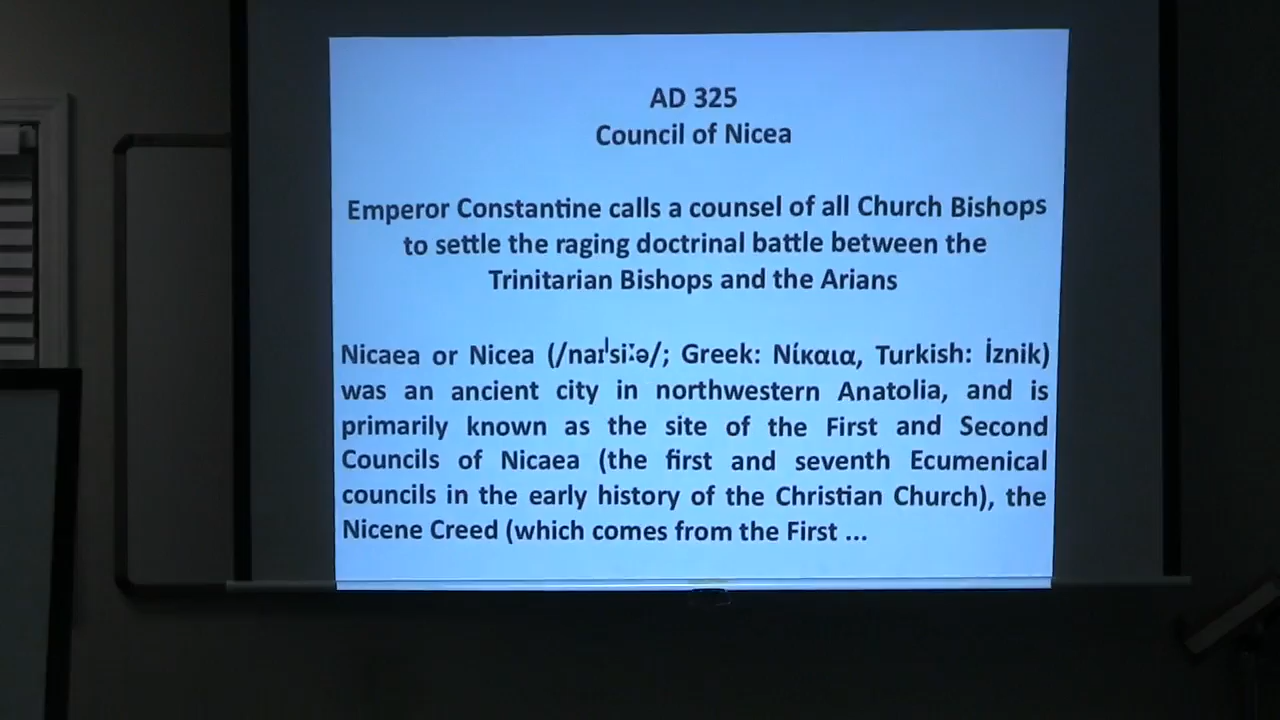 AD 325
Council of Nicea
Emperor Constantine calls a counsel of all Church Bishops
to settle the raging doctrinal battle between the
Trinitarian Bishops and the Arians
Nicaea or Nicea (/naɪˈsiːə/; Greek: Νίκαια, Turkish: İznik)
was an ancient city in northwestern Anatolia, and is
primarily known as the site of the First and Second
Councils of Nicaea (the first and seventh Ecumenical
councils in the early history of the Christian Church), the
Nicene Creed (which comes from the First ...